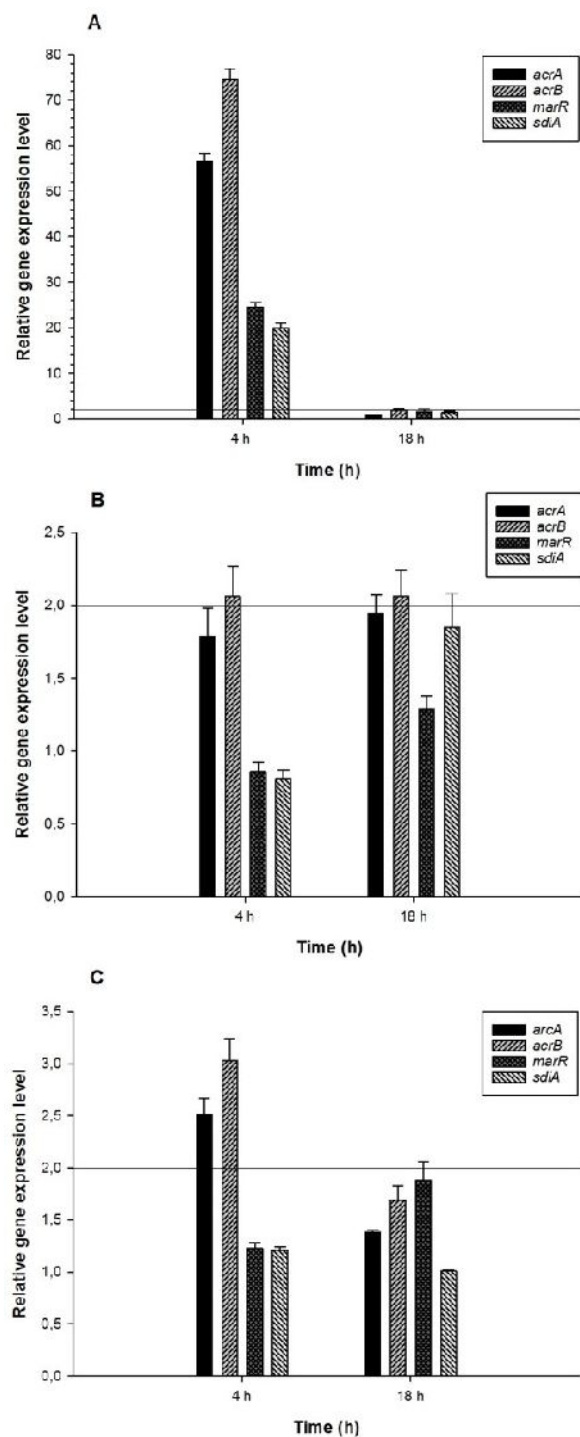 A
Relative gene expression level
80
70
60
50
40
30
20
10
0
acrA
acrB
marR
sdiA
4 h
18 h
Time (h)
B
Relative gene expression level
2,5
2,0
1,5
1,0
0,5
0,0
acrA
acrB
marR
sdiA
4 h
18 h
Time (h)
C
Relative gene expression level
3,5
3,0
2,5
2,0
1,5
1,0
0,5
0,0
arcA
acrB
marR
sdiA
4 h
18 h
Time (h)